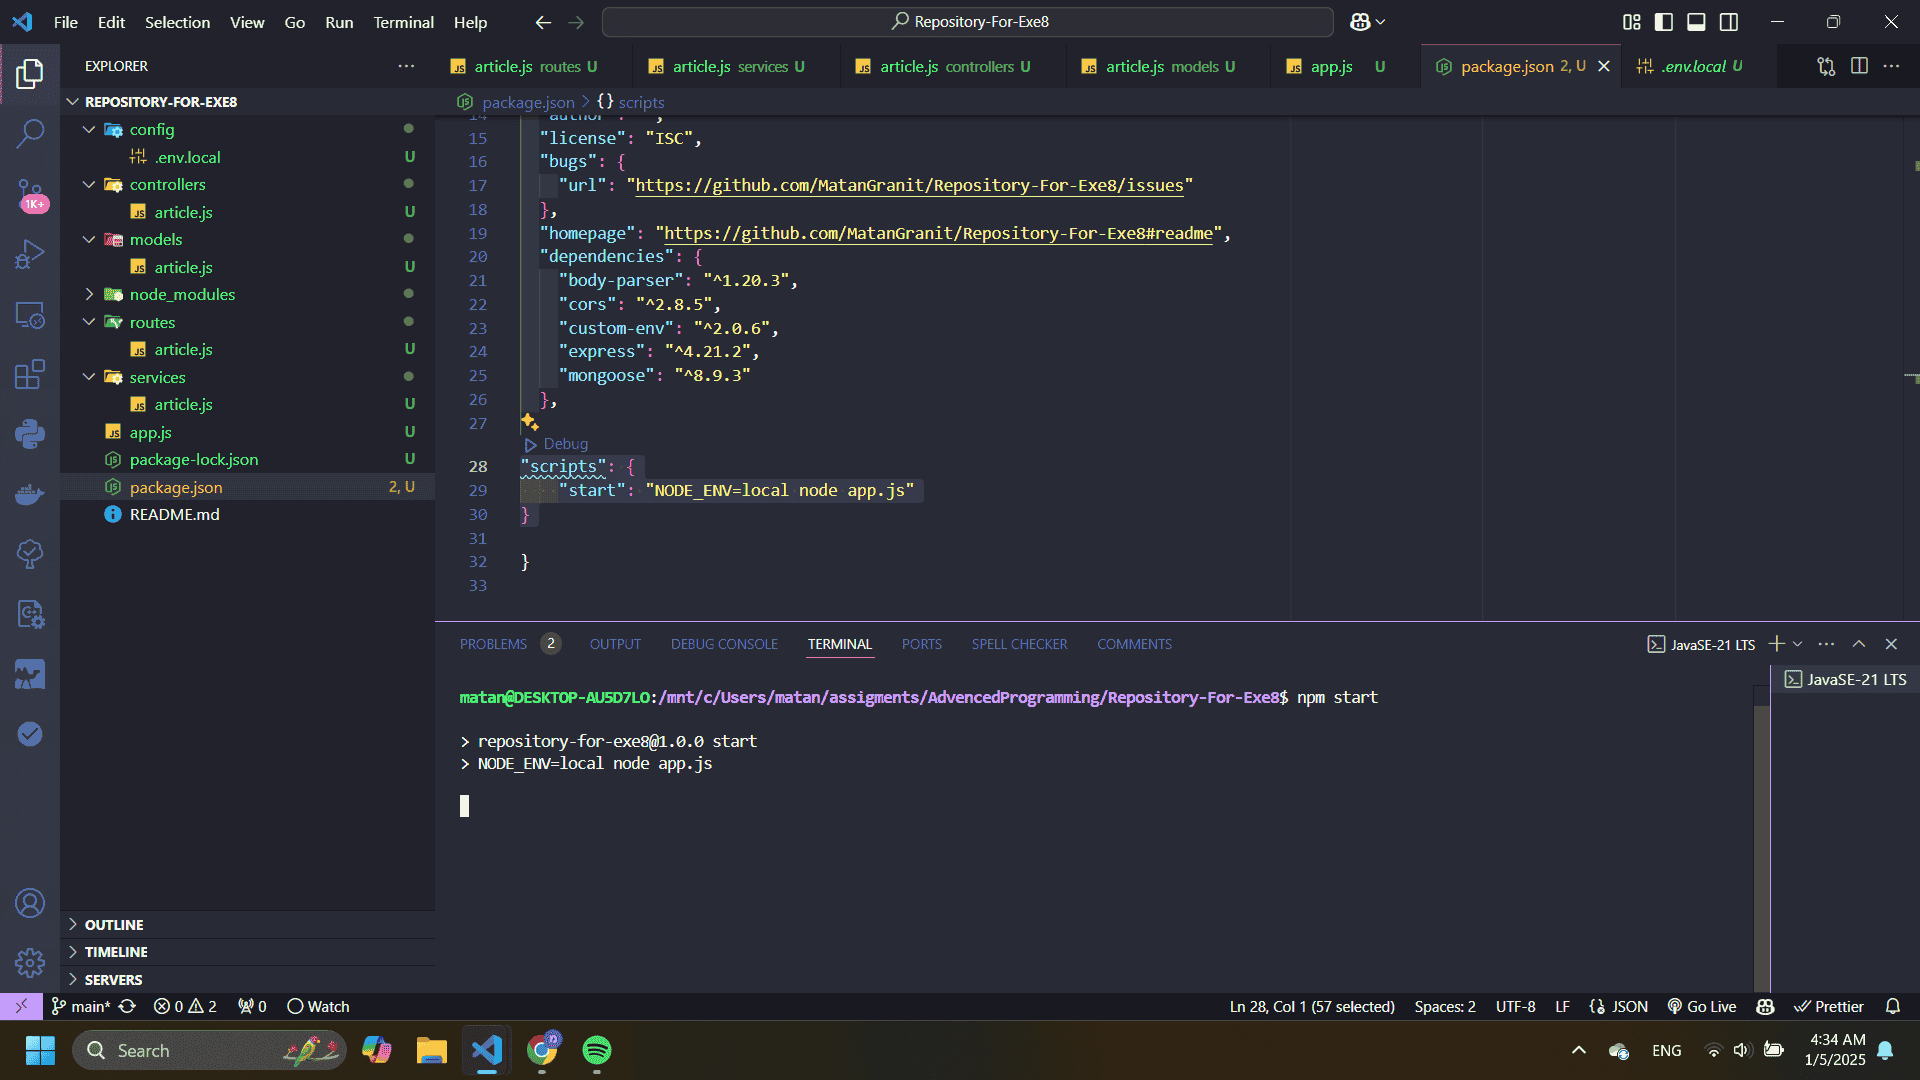 File Edit Selection View Go Run Terminal Help
Repository-For-Exe8
EXPLORER
article.js routes U
article.js services U
article.js controllers U
article.js models U
app.js U
package.json 2, U
.env.local U
REPOSITORY-FOR-EXE8
config
.env.local U
controllers
article.js U
models
article.js U
node_modules
routes
article.js U
services
article.js U
app.js U
package-lock.json U
package.json 2, U
README.md
OUTLINE
TIMELINE
SERVERS
1K+
package.json > {} scripts
14 "author": "",
15 "license": "ISC",
16 "bugs": {
17 "url": "https://github.com/MatanGranit/Repository-For-Exe8/issues"
18 },
19 "homepage": "https://github.com/MatanGranit/Repository-For-Exe8#readme",
20 "dependencies": {
21 "body-parser": "^1.20.3",
22 "cors": "^2.8.5",
23 "custom-env": "^2.0.6",
24 "express": "^4.21.2",
25 "mongoose": "^8.9.3"
26 },
27
Debug
28 "scripts": {
29 "start": "NODE_ENV=local node app.js"
30 }
31
32 }
33
PROBLEMS 2 OUTPUT DEBUG CONSOLE TERMINAL PORTS SPELL CHECKER COMMENTS
JavaSE-21 LTS
JavaSE-21 LTS
matan@DESKTOP-AU5D7LO:/mnt/c/Users/matan/assigments/AdvencedProgramming/Repository-For-Exe8$ npm start
> repository-for-exe8@1.0.0 start
> NODE_ENV=local node app.js
main* 0 2 0 Watch
Ln 28, Col 1 (57 selected) Spaces: 2 UTF-8 LF {} JSON Go Live Prettier
Search
ENG
4:34 AM
1/5/2025